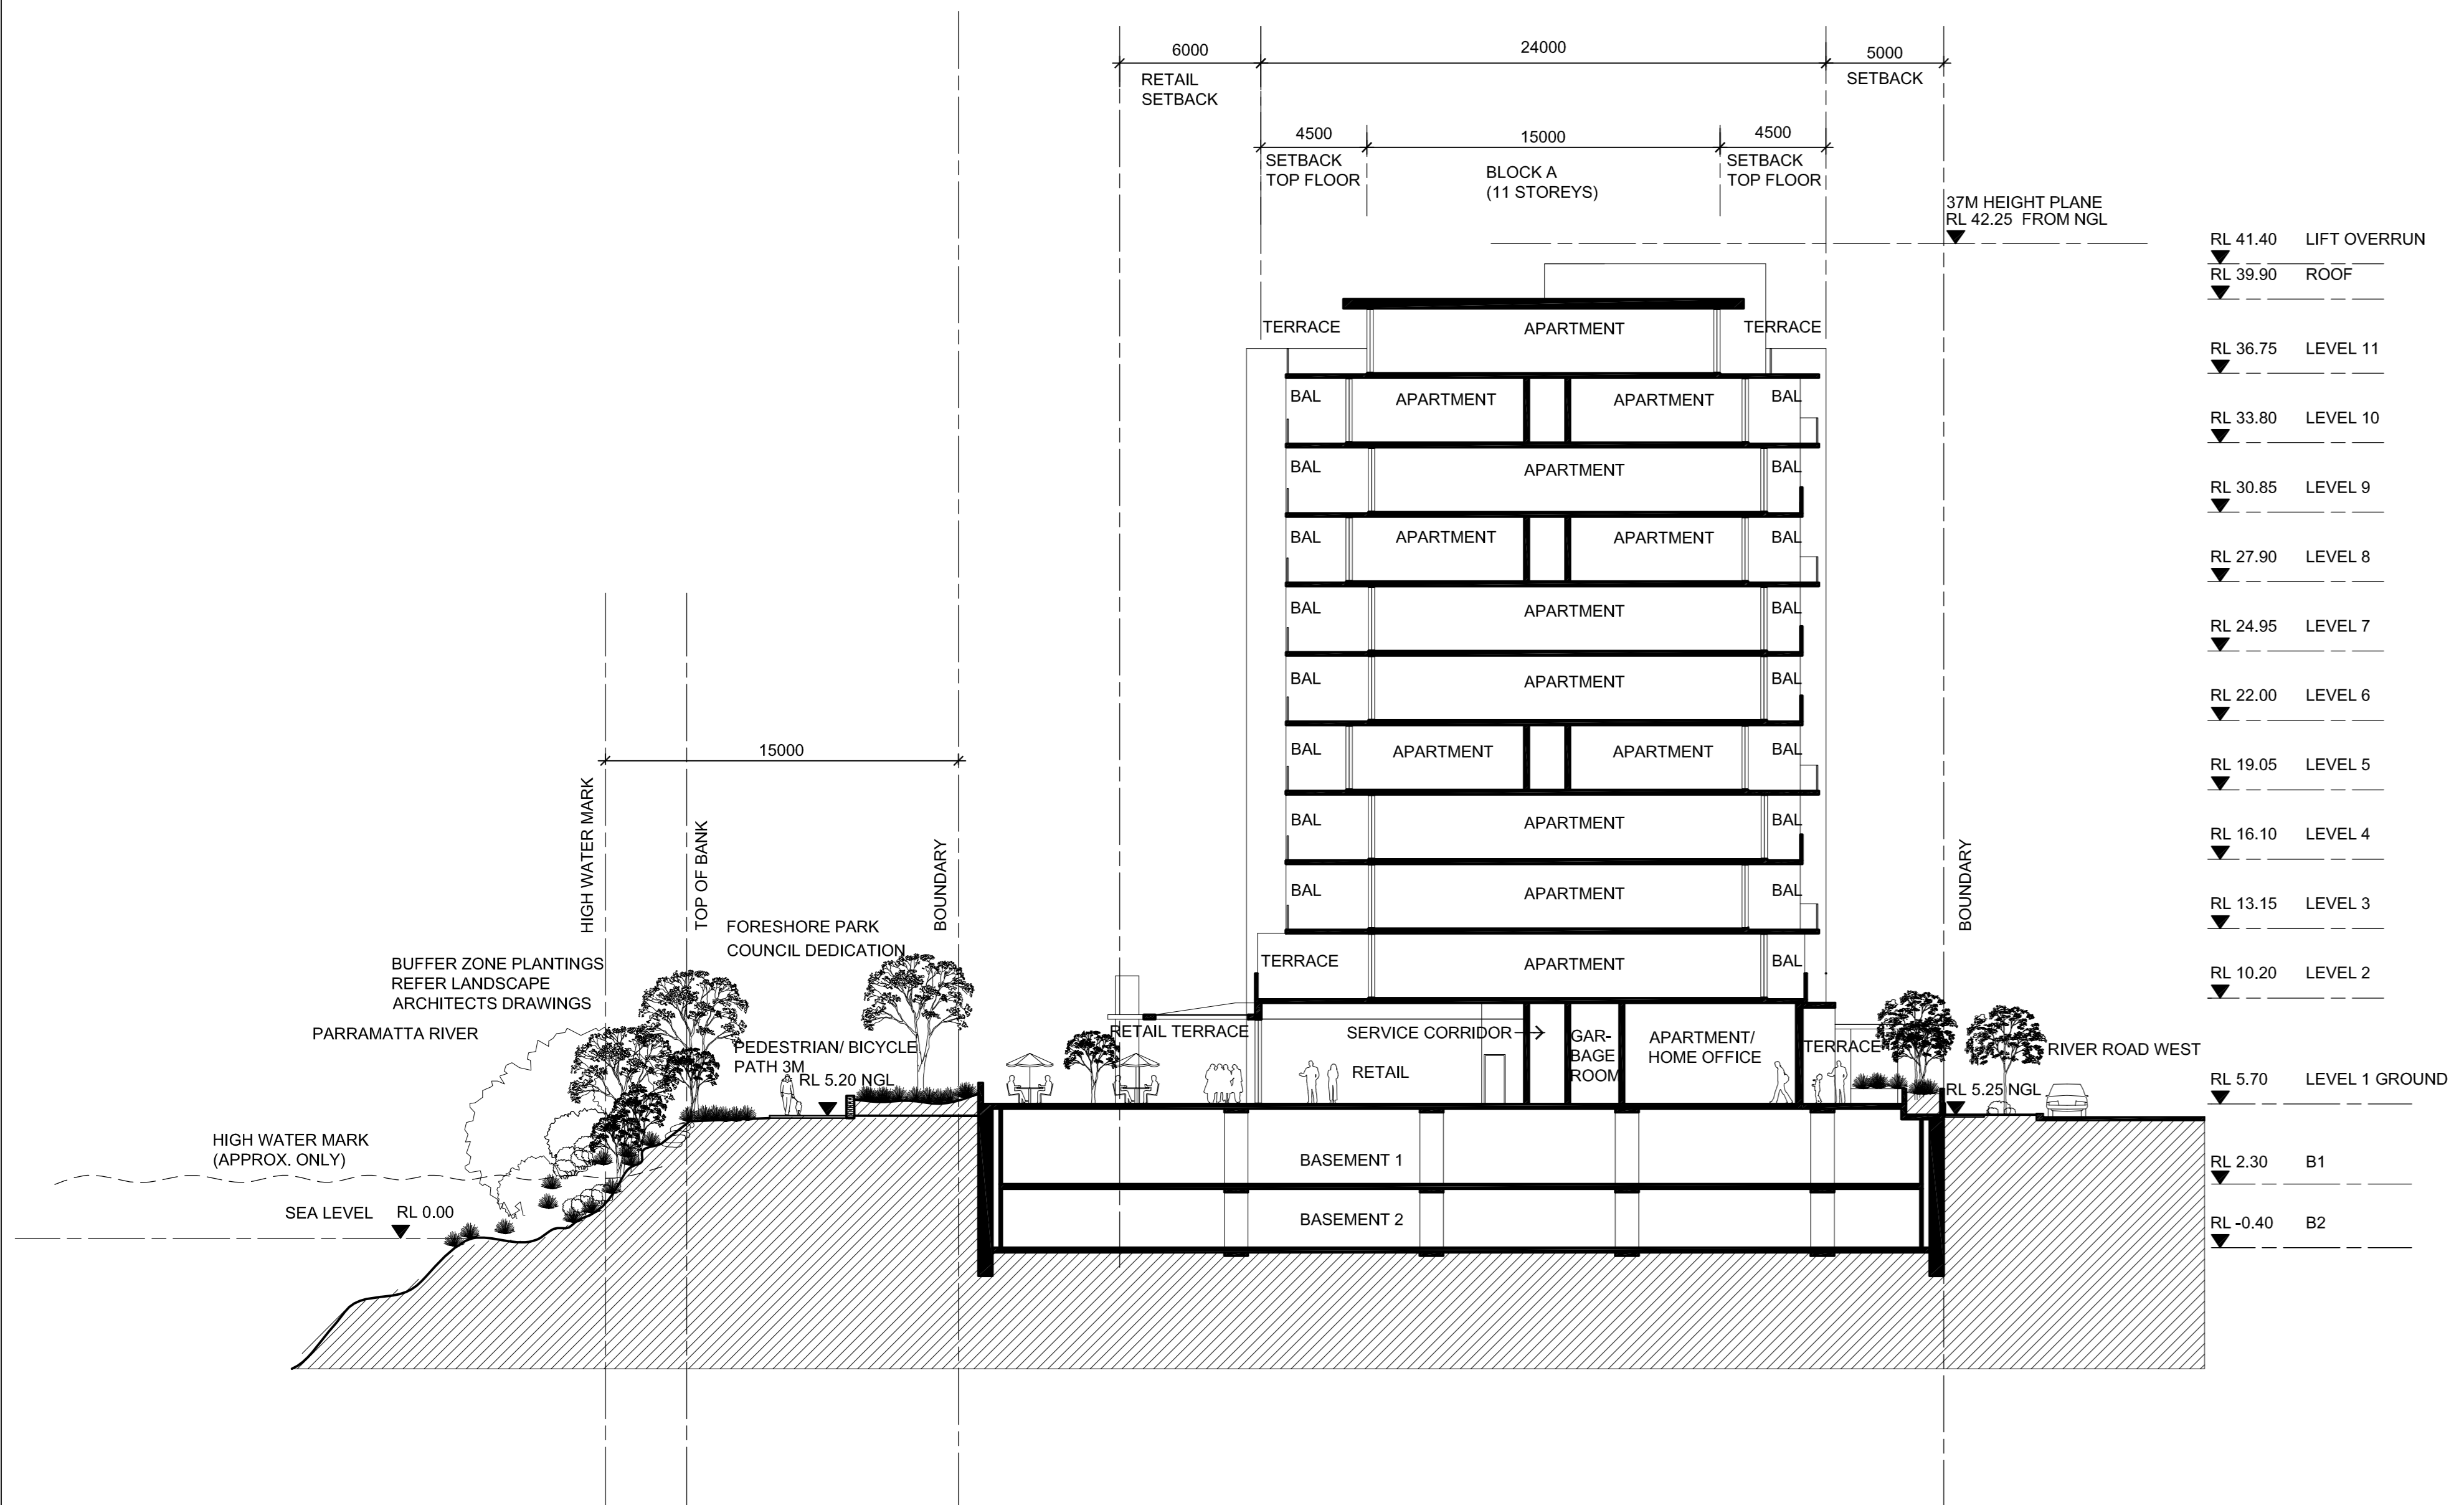 6000
24000
5000
RETAIL
SETBACK
SETBACK
4500
15000
4500
SETBACK
TOP FLOOR
BLOCK A
(11 STOREYS)
SETBACK
TOP FLOOR
37M HEIGHT PLANE
RL 42.25 FROM NGL
RL 41.40 LIFT OVERRUN
RL 39.90 ROOF
TERRACE APARTMENT TERRACE
RL 36.75 LEVEL 11
BAL APARTMENT APARTMENT BAL
RL 33.80 LEVEL 10
BAL APARTMENT BAL
RL 30.85 LEVEL 9
BAL APARTMENT APARTMENT BAL
RL 27.90 LEVEL 8
BAL APARTMENT BAL
RL 24.95 LEVEL 7
BAL APARTMENT BAL
RL 22.00 LEVEL 6
15000
BAL APARTMENT APARTMENT BAL
RL 19.05 LEVEL 5
BAL APARTMENT BAL
RL 16.10 LEVEL 4
HIGH WATER MARK
TOP OF BANK
BOUNDARY
BOUNDARY
BAL APARTMENT BAL
RL 13.15 LEVEL 3
FORESHORE PARK
COUNCIL DEDICATION
TERRACE APARTMENT BAL
RL 10.20 LEVEL 2
BUFFER ZONE PLANTINGS
REFER LANDSCAPE
ARCHITECTS DRAWINGS
PARRAMATTA RIVER
PEDESTRIAN/ BICYCLE
PATH 3M
RL 5.20 NGL
RETAIL TERRACE
SERVICE CORRIDOR
RETAIL
GAR-
BAGE
ROOM
APARTMENT/
HOME OFFICE
TERRACE
RIVER ROAD WEST
RL 5.25 NGL
RL 5.70 LEVEL 1 GROUND
HIGH WATER MARK
(APPROX. ONLY)
BASEMENT 1
RL 2.30 B1
SEA LEVEL RL 0.00
BASEMENT 2
RL -0.40 B2